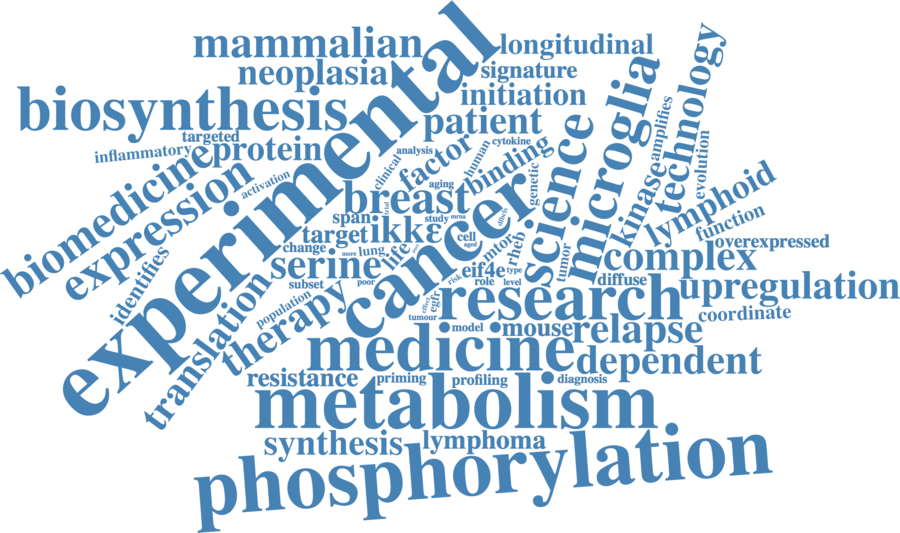 mammalian
longitudinal
neoplasia
signature
biosynthesis
initiation
experimental
patient
targeted
inflammatory
protein
biomedicine
expression
activation
clinical
analysis
factor
human
cytokine
binding
science
microglia
amplifies
technology
evolution
kinase
genetic
aging
breast
trial
span
study
mrna
effects
target
ikkε
cell
aged
cancer
mtor
rheb
tumor
lymphoid
function
overexpressed
complex
identifies
change
more
lung
life
serine
eif4e
type
risk
role
level
diffuse
upregulation
subset
poor
population
therapy
translation
effect
egfr
tumour
research
coordinate
model
mouse
relapse
medicine
dependent
resistance
priming
profiling
diagnosis
metabolism
synthesis
lymphoma
phosphorylation